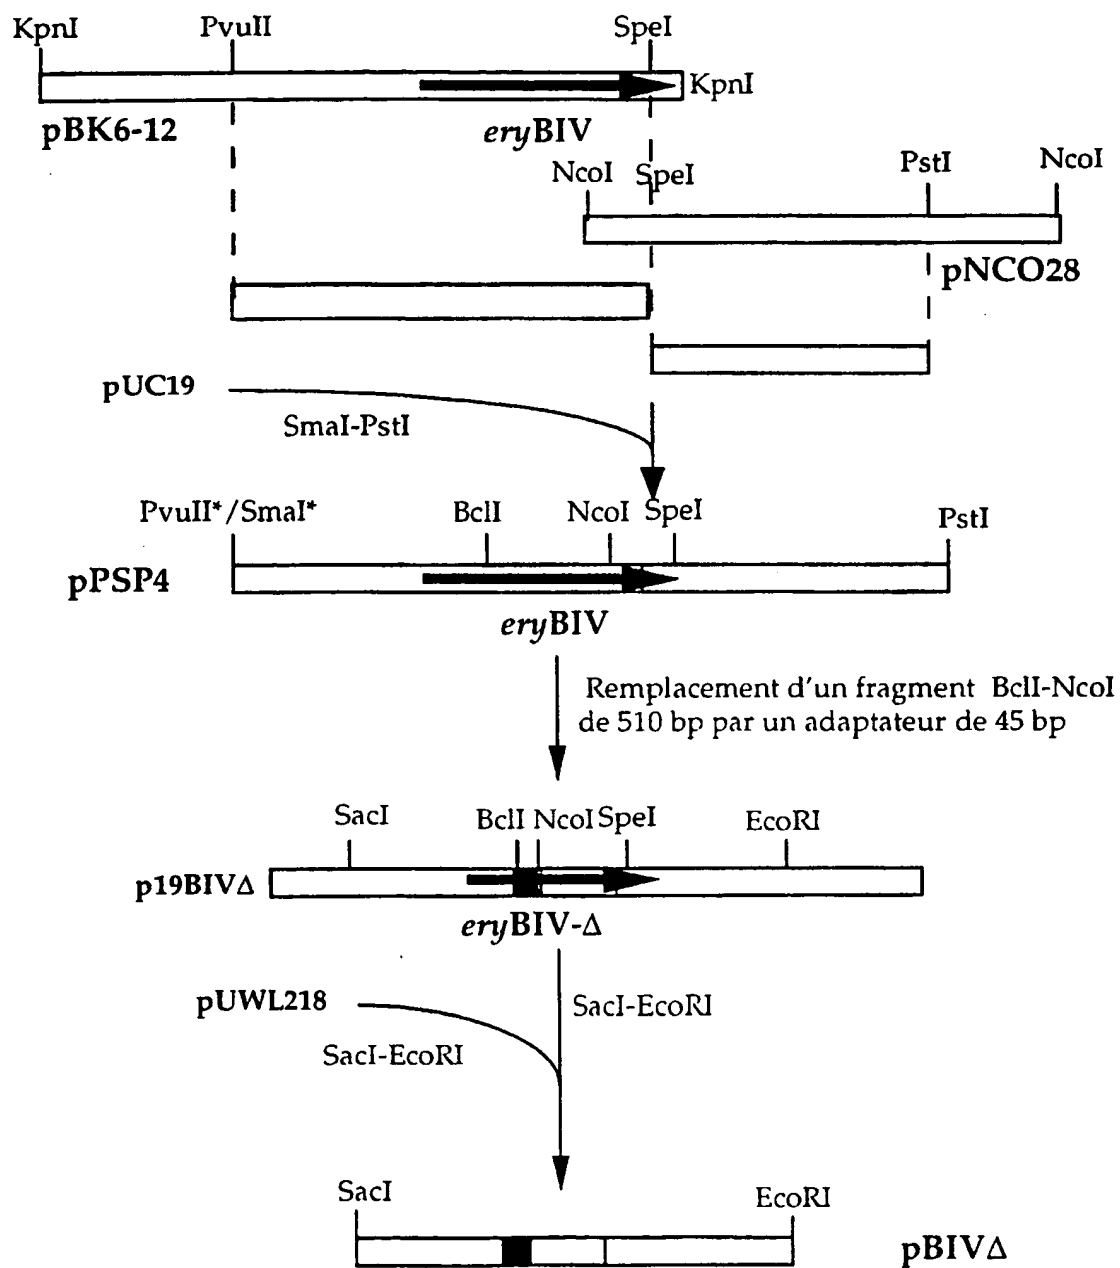 KpnI PvuII SpeI
KpnI
pBK6-12 eryBIV
NcoI SpeI PstI NcoI
pNCO28
pUC19
SmaI-PstI
PvuII*/SmaI* BclI NcoI SpeI PstI
pPSP4
eryBIV
Remplacement d'un fragment BclI-NcoI
de 510 bp par un adaptateur de 45 bp
SacI BclI NcoI SpeI EcoRI
p19BIVΔ
eryBIV-Δ
pUWL218 SacI-EcoRI
SacI-EcoRI
SacI EcoRI
pBIVΔ